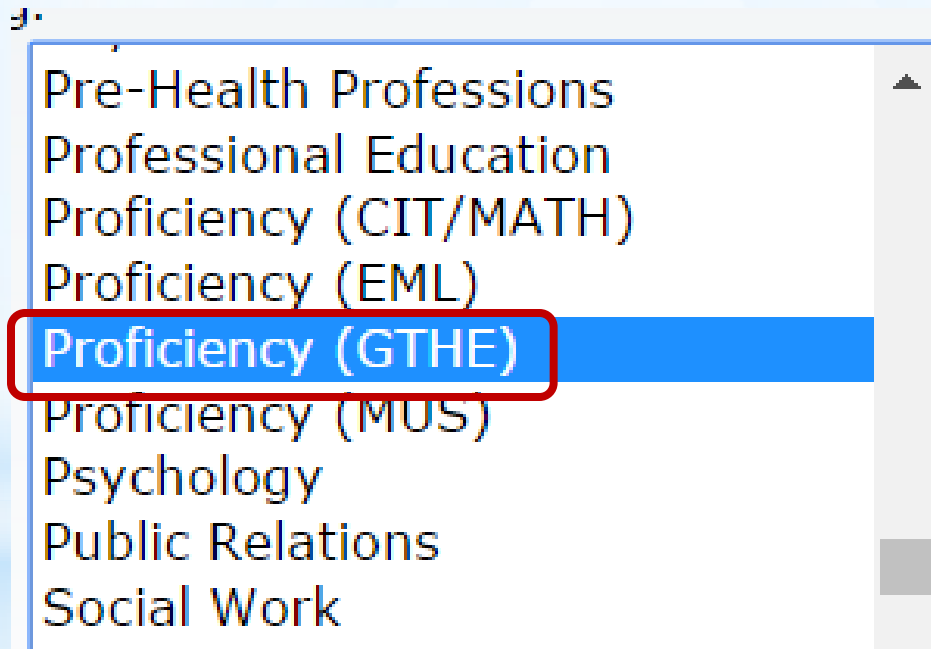 Pre-Health Professions
Professional Education
Proficiency (CIT/MATH)
Proficiency (EML)
Proficiency (GTHE)
Proficiency (MUS)
Psychology
Public Relations
Social Work